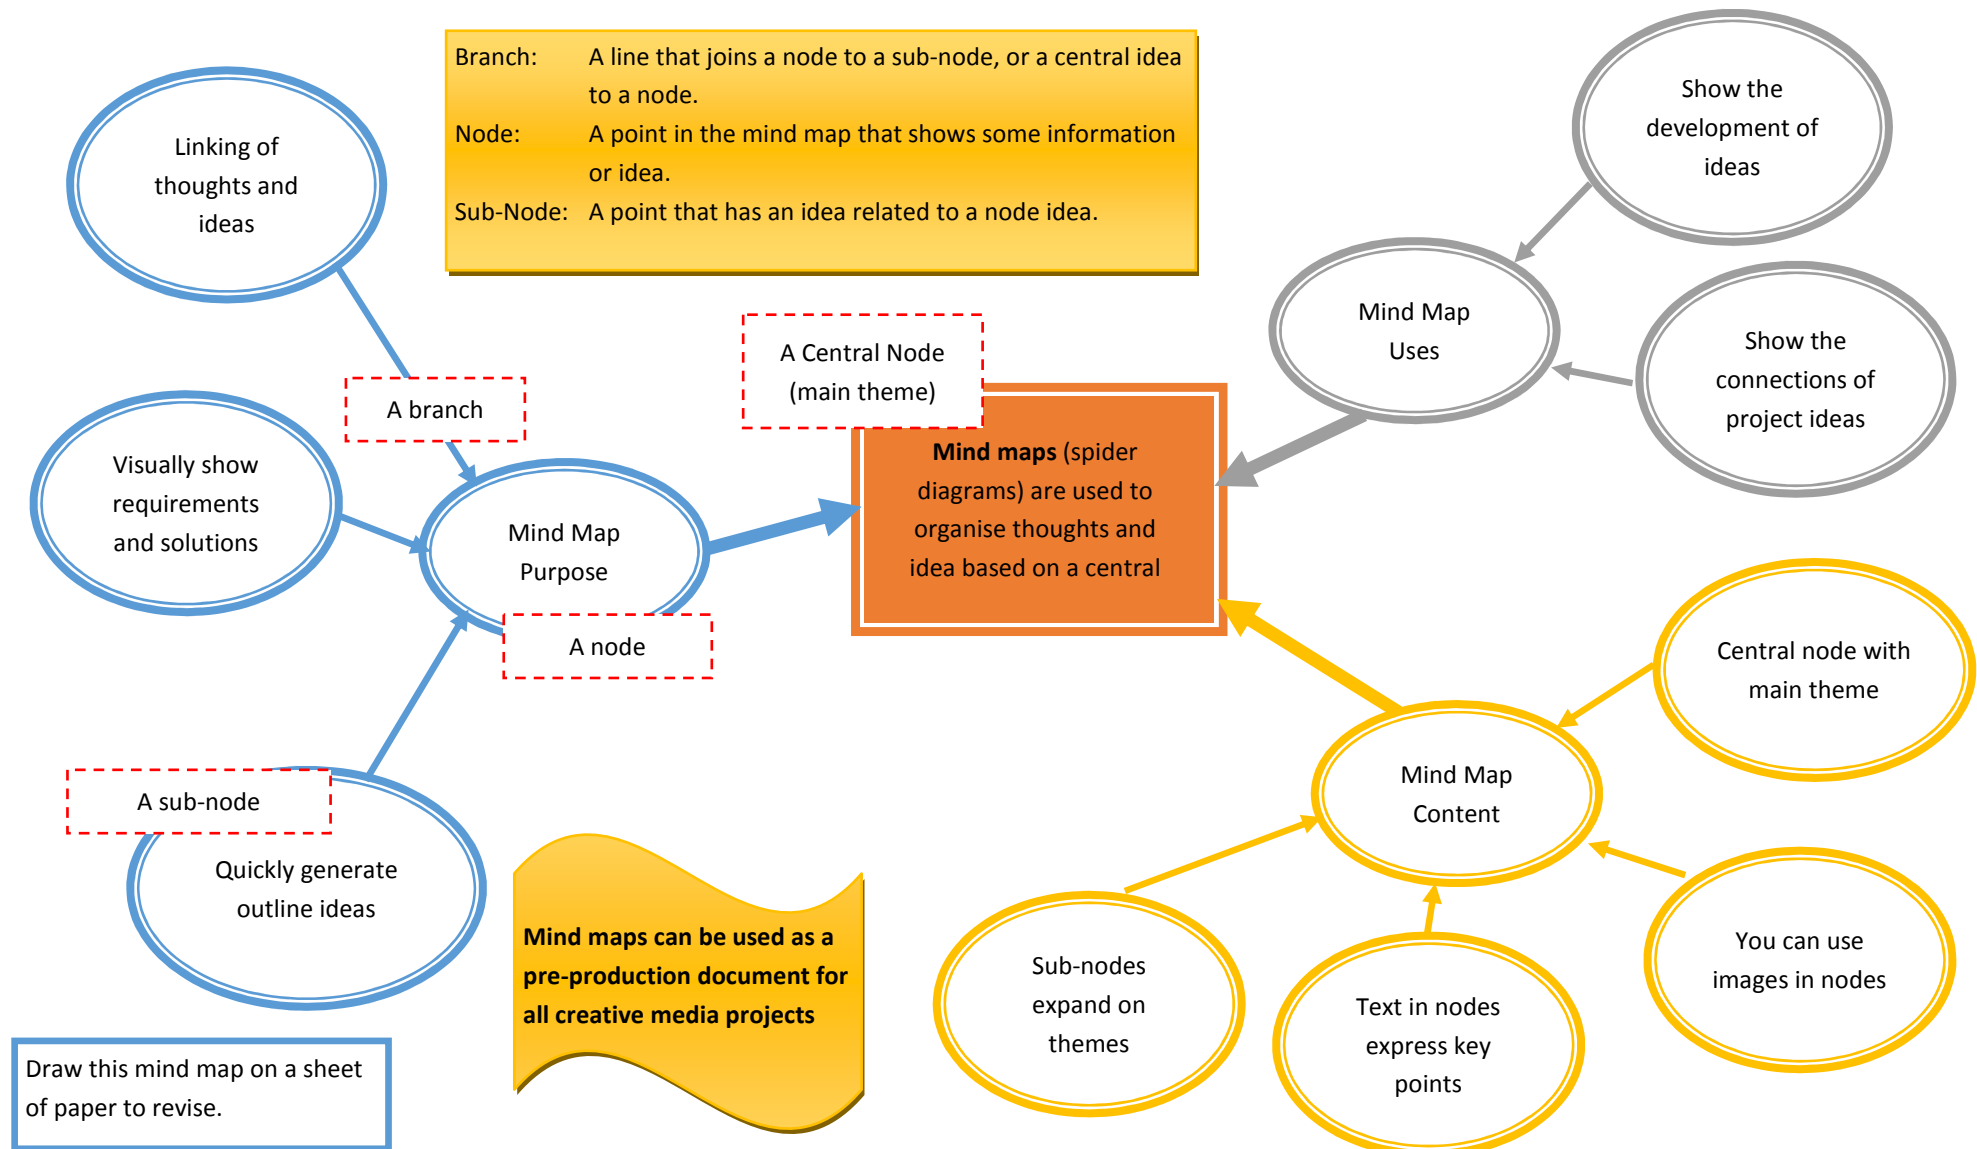 Branch: A line that joins a node to a sub-node, or a central idea
to a node.
Node: A point in the mind map that shows some information
or idea.
Sub-Node: A point that has an idea related to a node idea.
Linking of
thoughts and
ideas
A branch
Visually show
requirements
and solutions
Mind Map
Purpose
A node
A sub-node
Quickly generate
outline ideas
A Central Node
(main theme)
Mind maps (spider
diagrams) are used to
organise thoughts and
idea based on a central
Show the
development of
ideas
Mind Map
Uses
Show the
connections of
project ideas
Central node with
main theme
Mind Map
Content
You can use
images in nodes
Text in nodes
express key
points
Sub-nodes
expand on
themes
Mind maps can be used as a
pre-production document for
all creative media projects
Draw this mind map on a sheet
of paper to revise.